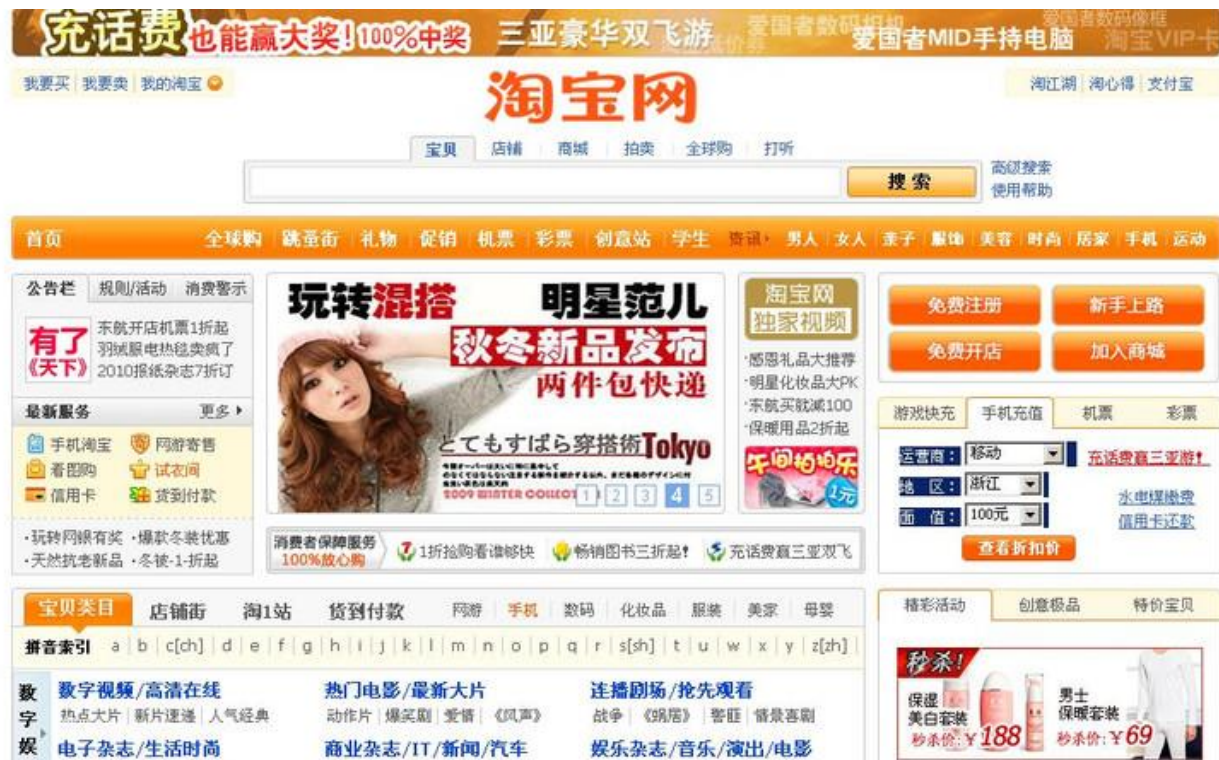 充话费也能赢大奖!100%中奖 三亚豪华双飞游 爱国者MID手持电脑
我要买 我要卖 我的淘宝
淘江湖 淘心得 支付宝
淘宝网
宝贝 店铺 商城 拍卖 全球购 打听
搜索
高级搜索
使用帮助
首页 全球购 跳蚤街 礼物 促销 机票 彩票 创意站 学生 资讯 男人 女人 亲子 服饰 美容 时尚 居家 手机 运动
公告栏 规则/活动 消费警示
有了
《天下》
东航开店机票1折起
羽绒服电热毯卖疯了
2010报纸杂志7折订
最新服务 更多
手机淘宝 网游寄售
看图购 试衣间
信用卡 货到付款
·玩转网银有奖 ·爆款冬装优惠
·天然抗老新品 ·冬被-1-折起
玩转混搭 明星范儿
秋冬新品发布
两件包快递
とてもすばら穿搭術Tokyo
2009 WINTER COLLECT
1 2 3 4 5
淘宝网
独家视频
·感恩礼品大推荐
·明星化妆品大PK
·东航买就减100
·保暖用品2折起
午间拍拍乐
1元
消费者保障服务
100%放心购
1折抢购看谁够快 畅销图书三折起! 充话费赢三亚双飞
免费注册 新手上路
免费开店 加入商城
游戏快充 手机充值 机票 彩票
运营商: 移动 充话费赢三亚游!
地 区: 浙江 水电煤缴费
面 值: 100元 信用卡还款
查看折扣价
宝贝类目 店铺街 淘1站 货到付款 网游 手机 数码 化妆品 服装 美家 母婴
拼音索引 a b c[ch] d e f g h i j k l m n o p q r s[sh] t u w x y z[zh]
数字娱
数字视频/高清在线 热门电影/最新大片 连播剧场/抢先观看
热点大片 新片速递 人气经典 动作片 爆笑剧 爱情 《风声》 战争 《蜗居》 警匪 情景喜剧
电子杂志/生活时尚 商业杂志/IT/新闻/汽车 娱乐杂志/音乐/演出/电影
精彩活动 创意极品 特价宝贝
秒杀!
保湿
美白套装
秒杀价:¥188
男士
保暖套装
秒杀价:¥69